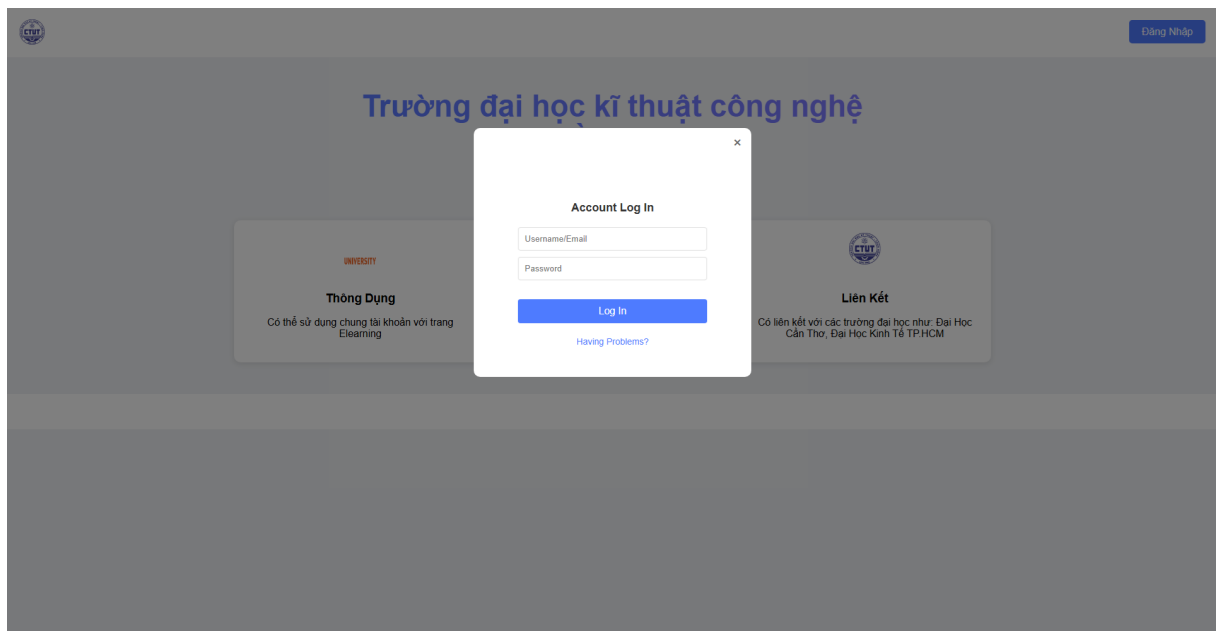 CTUT
Đăng Nhập
Trường đại học kĩ thuật công nghệ
×
Account Log In
Username/Email
Password
Log In
Having Problems?
UNIVERSITY
Thông Dụng
Có thể sử dụng chung tài khoản với trang
Elearning
CTUT
Liên Kết
Có liên kết với các trường đại học như: Đại Học
Cần Thơ, Đại Học Kinh Tế TP.HCM